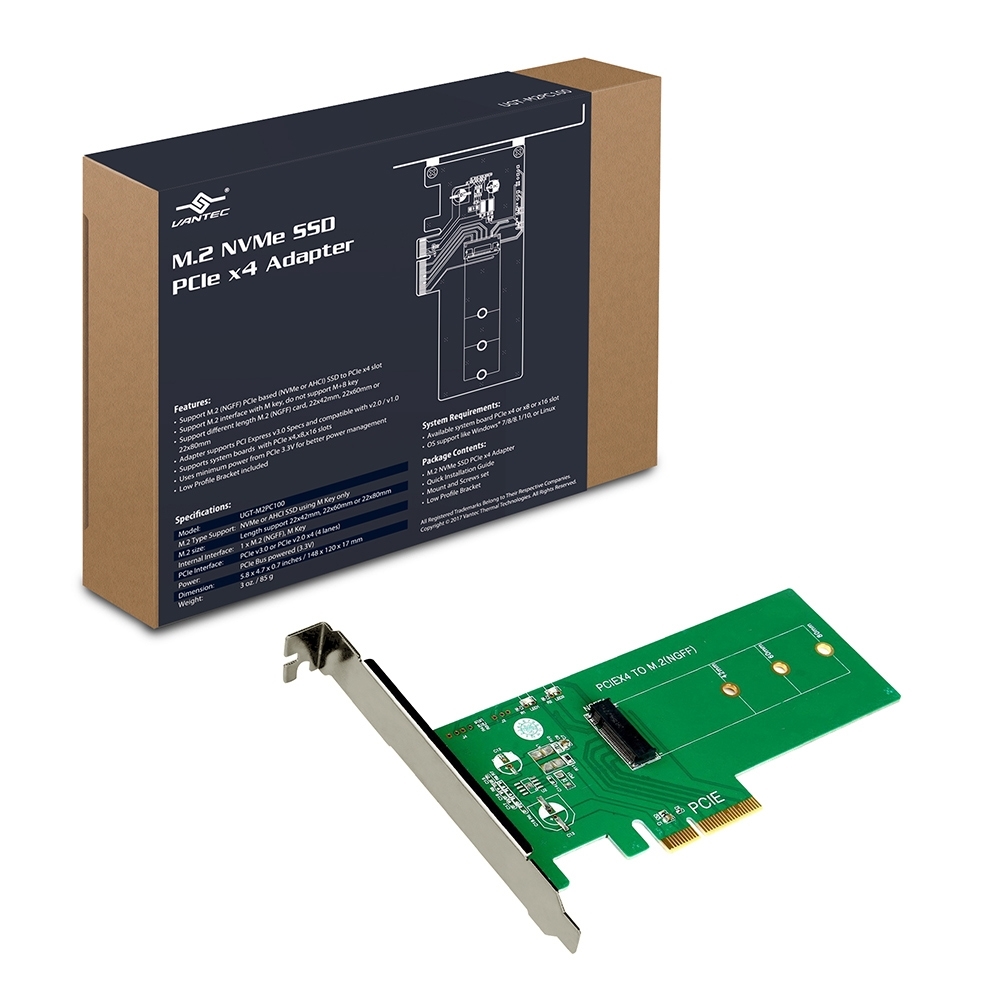 UGT-M2PC100
VANTEC®
M.2 NVMe SSD
PCIe x4 Adapter
Features:
• Support M.2 (NGFF) PCIe based (NVMe or AHCI) SSD to PCIe x4 slot
• Support M.2 interface with M key, do not support M+B key
• Support different length M.2 (NGFF) card, 22x42mm, 22x60mm or
22x80mm
• Adapter supports PCI Express v3.0 Specs and compatible with v2.0 / v1.0
• Supports system boards with PCIe x4,x8,x16 slots
• Uses minimum power from PCIe 3.3V for better power management
• Low Profile Bracket included
Specifications:
Model: UGT-M2PC100
M.2 Type Support: NVMe or AHCI SSD using M Key only
M.2 size: Length support 22x42mm, 22x60mm or 22x80mm
Internal Interface: 1 x M.2 (NGFF), M Key
PCIe Interface: PCIe v3.0 or PCIe v2.0 x4 (4 lanes)
Power: PCIe Bus powered (3.3V)
Dimension: 5.8 x 4.7 x 0.7 inches / 148 x 120 x 17 mm
Weight: 3 oz. / 85 g
System Requirements:
• Available system board PCIe x4 or x8 or x16 slot
• OS support like Windows® 7/8/8.1/10, or Linux
Package Contents:
• M.2 NVMe SSD PCIe x4 Adapter
• Quick Installation Guide
• Mount and Screws set
• Low Profile Bracket
All Registered Trademarks Belong to Their Respective Companies.
Copyright © 2017 Vantec Thermal Technologies. All Rights Reserved.
PCIEX4 TO M.2(NGFF)
42mm
60mm
80mm
PCIE